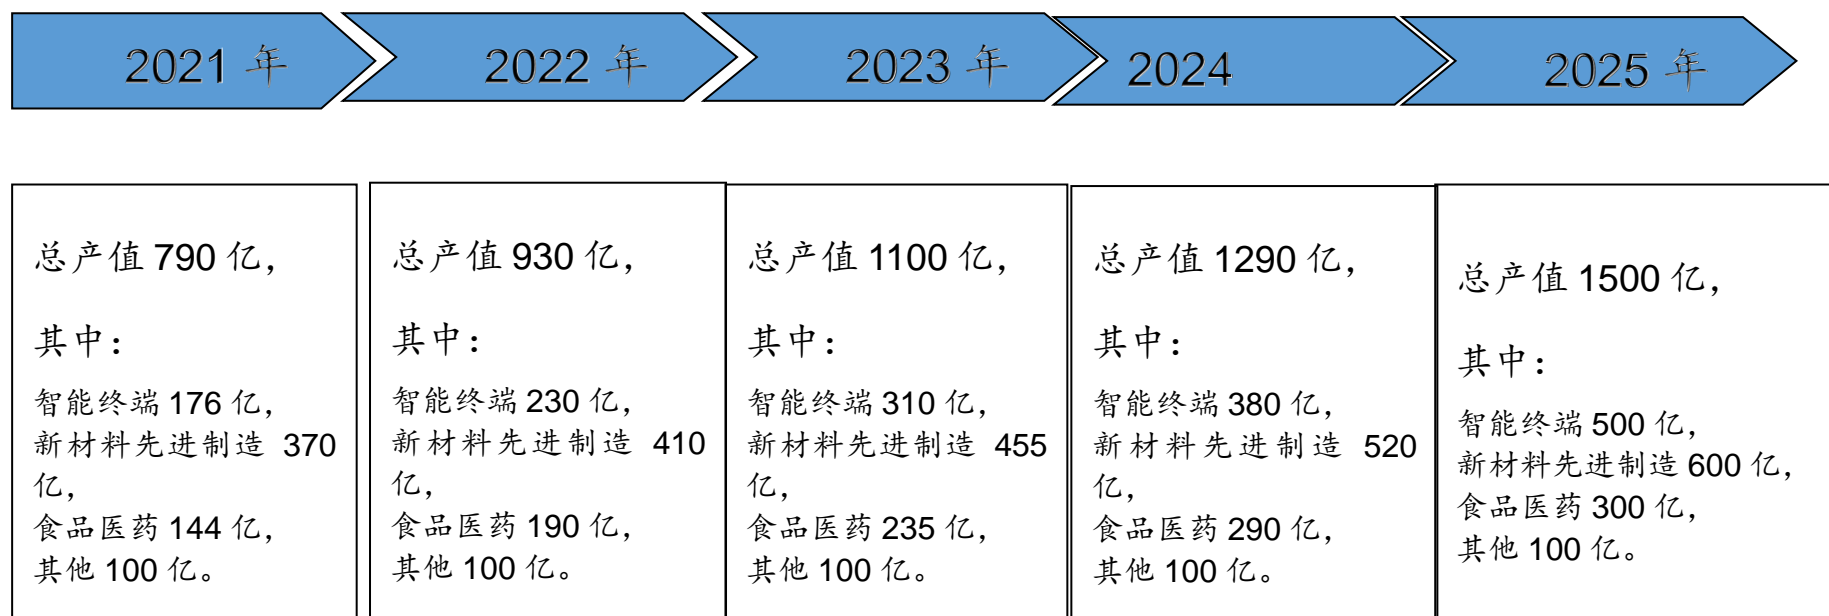 2021 年
2022 年
2023 年
2024
2025 年
总产值 790 亿,
其中:
智能终端 176 亿,
新材料先进制造 370
亿,
食品医药 144 亿,
其他 100 亿。
总产值 930 亿,
其中:
智能终端 230 亿,
新材料先进制造 410
亿,
食品医药 190 亿,
其他 100 亿。
总产值 1100 亿,
其中:
智能终端 310 亿,
新材料先进制造 455
亿,
食品医药 235 亿,
其他 100 亿。
总产值 1290 亿,
其中:
智能终端 380 亿,
新材料先进制造 520
亿,
食品医药 290 亿,
其他 100 亿。
总产值 1500 亿,
其中:
智能终端 500 亿,
新材料先进制造 600 亿,
食品医药 300 亿,
其他 100 亿。